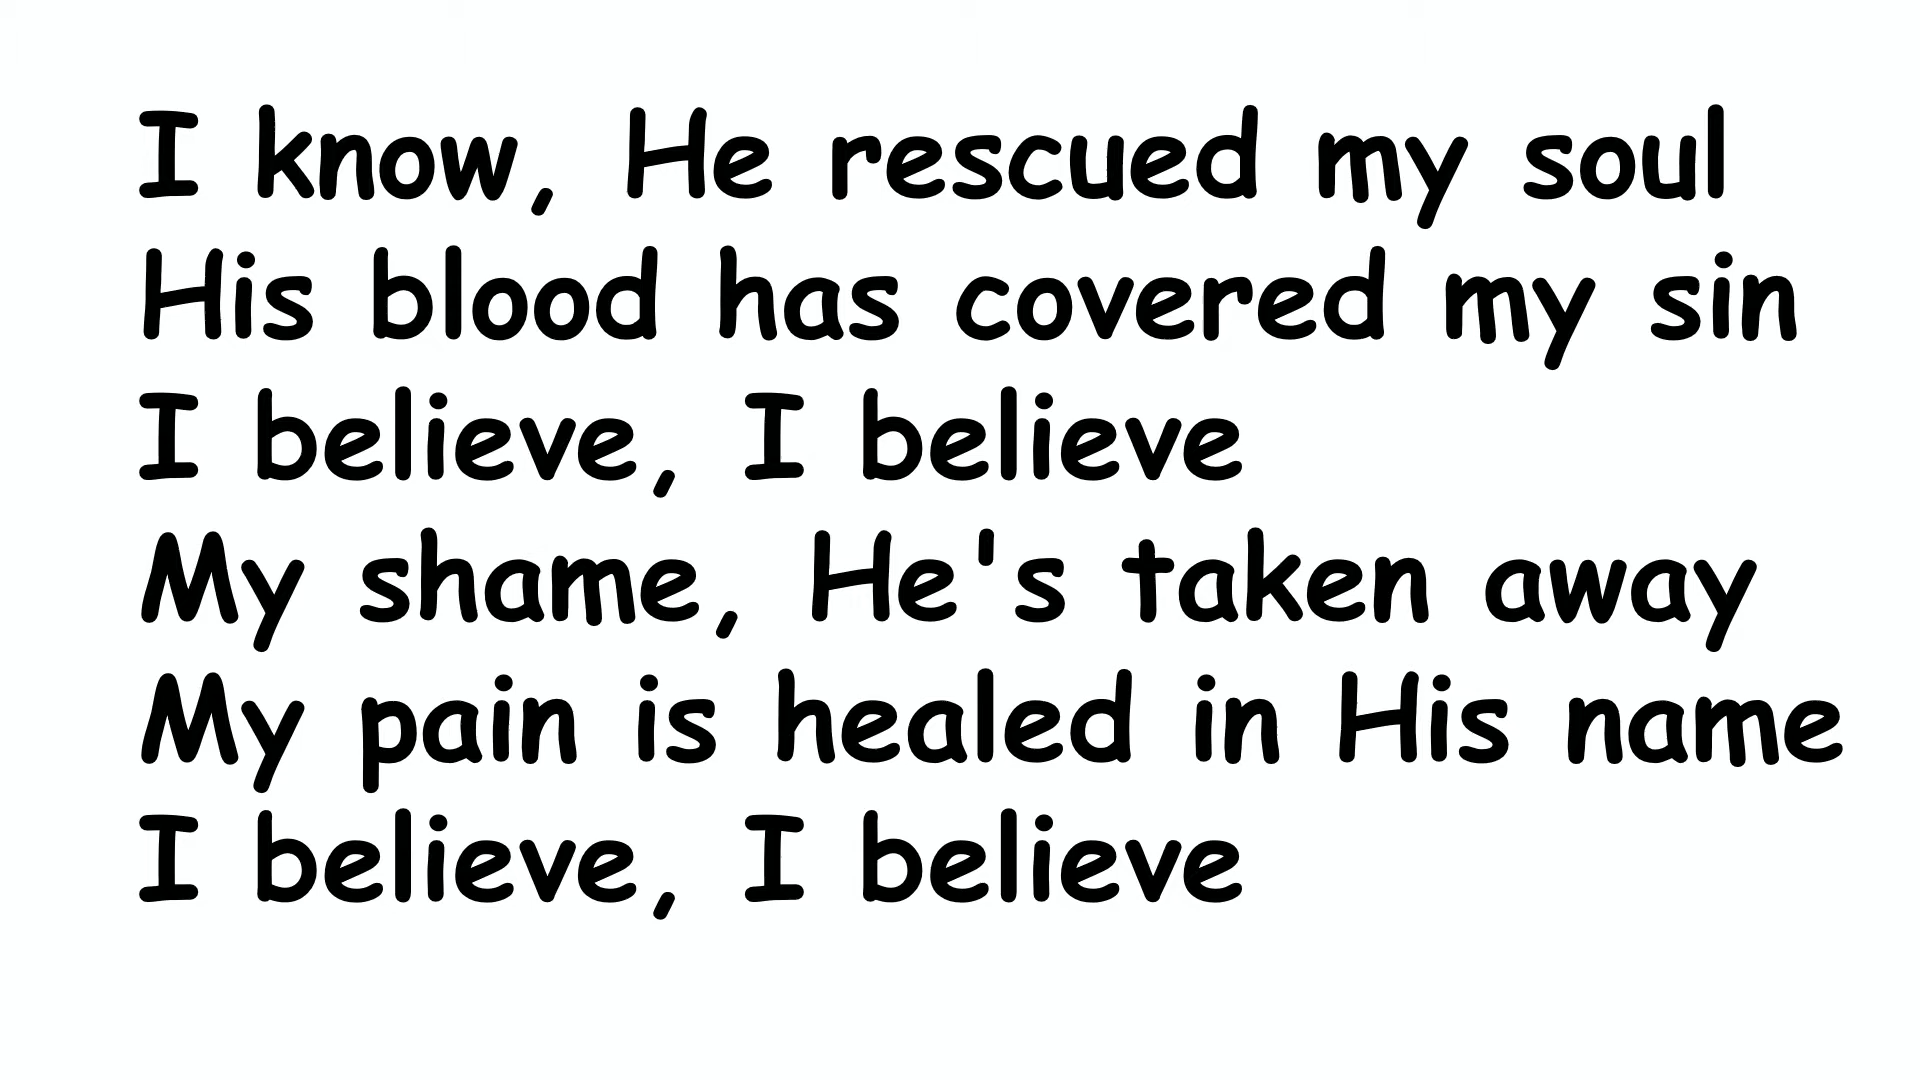 I know, He rescued my soul
His blood has covered my sin
I believe, I believe
My shame, He's taken away
My pain is healed in His name
I believe, I believe